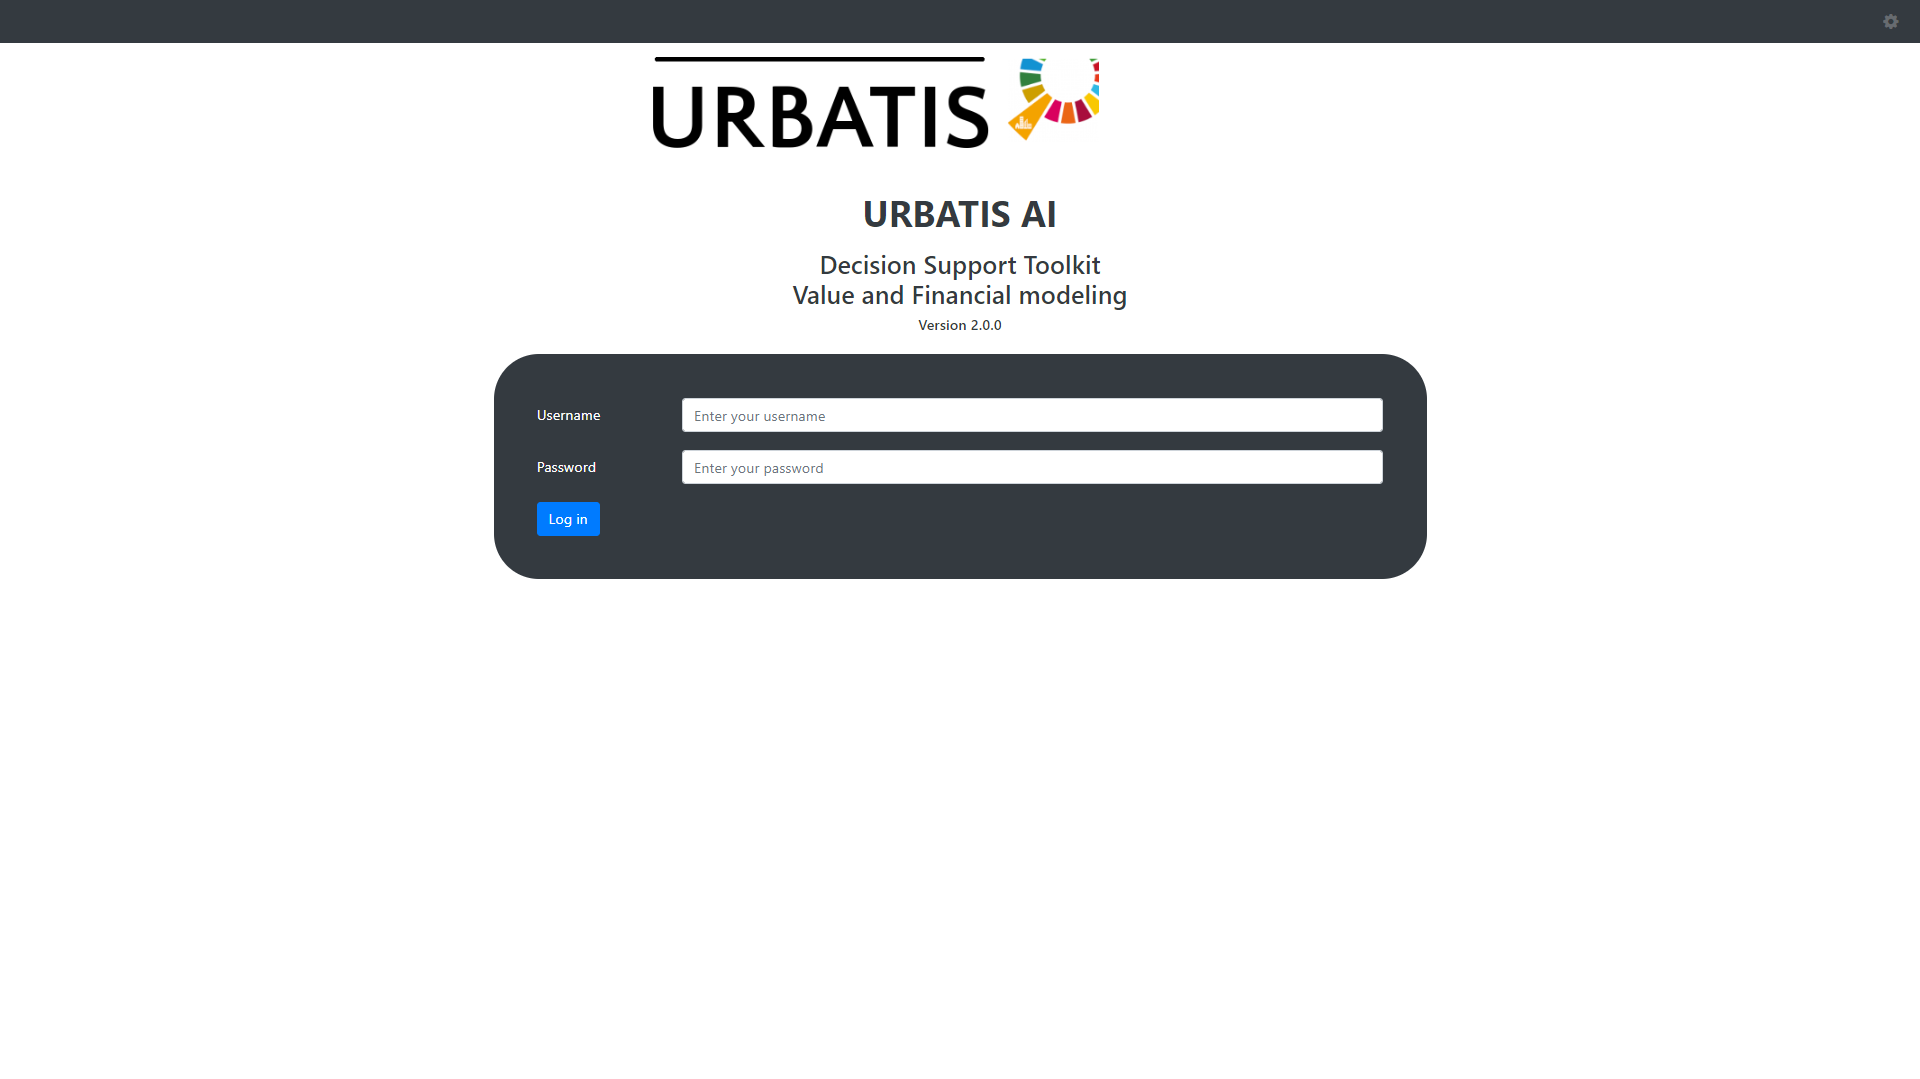 URBATIS
URBATIS AI
Decision Support Toolkit
Value and Financial modeling
Version 2.0.0
Username
Enter your username
Password
Enter your password
Log in